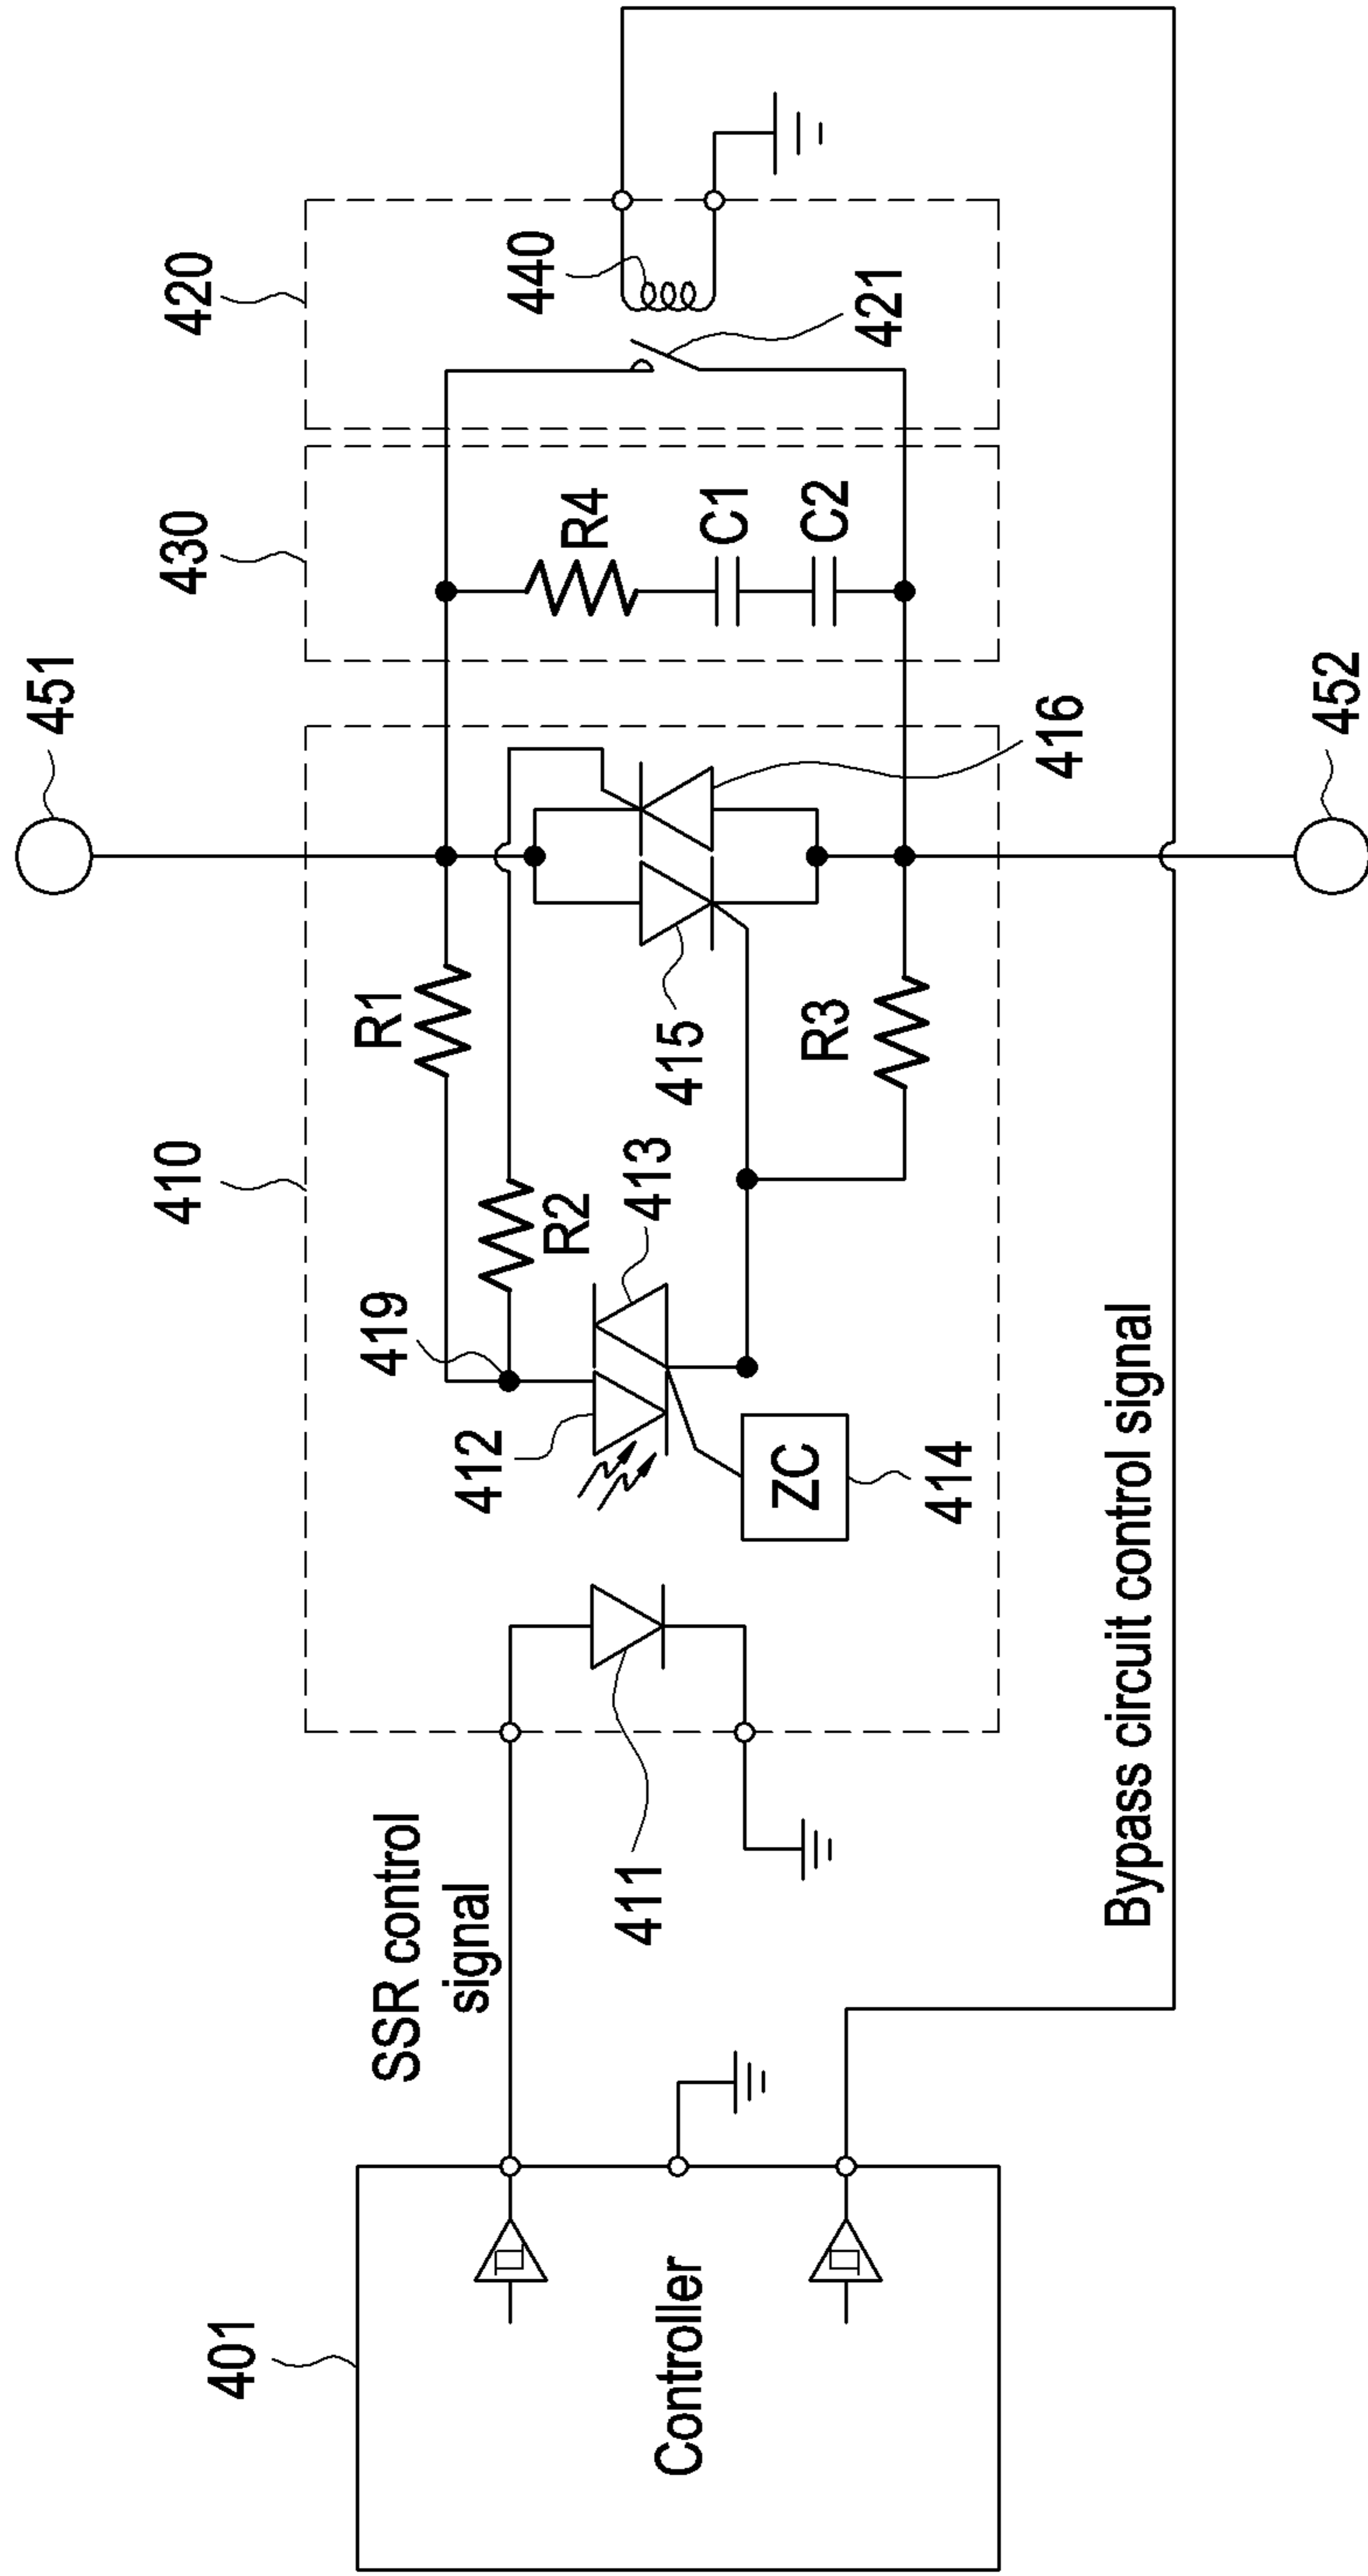 401
Controller
SSR control
signal
Bypass circuit control signal
410
411
412
413
414
ZC
415
416
419
R1
R2
R3
451
452
430
R4
C1
C2
420
440
421